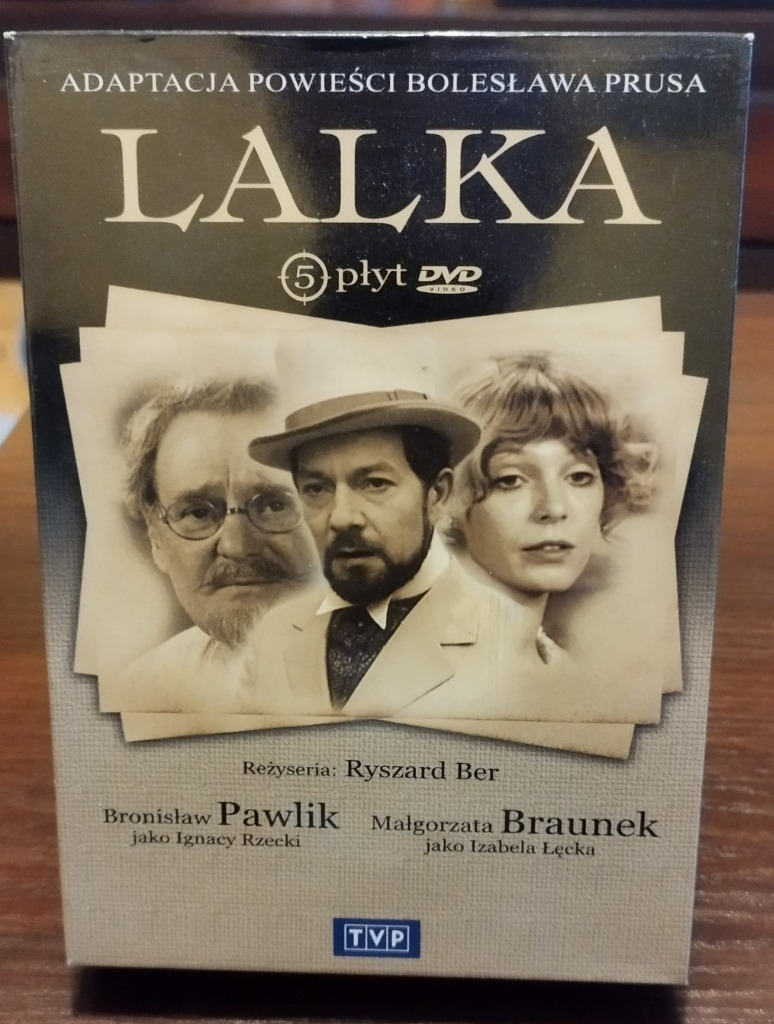 ADAPTACJA POWIEŚCI BOLESŁAWA PRUSA
LALKA
5 płyt DVD
VIDEO
Reżyseria: Ryszard Ber
Bronisław Pawlik
jako Ignacy Rzecki
Małgorzata Braunek
jako Izabela Łęcka
TVP